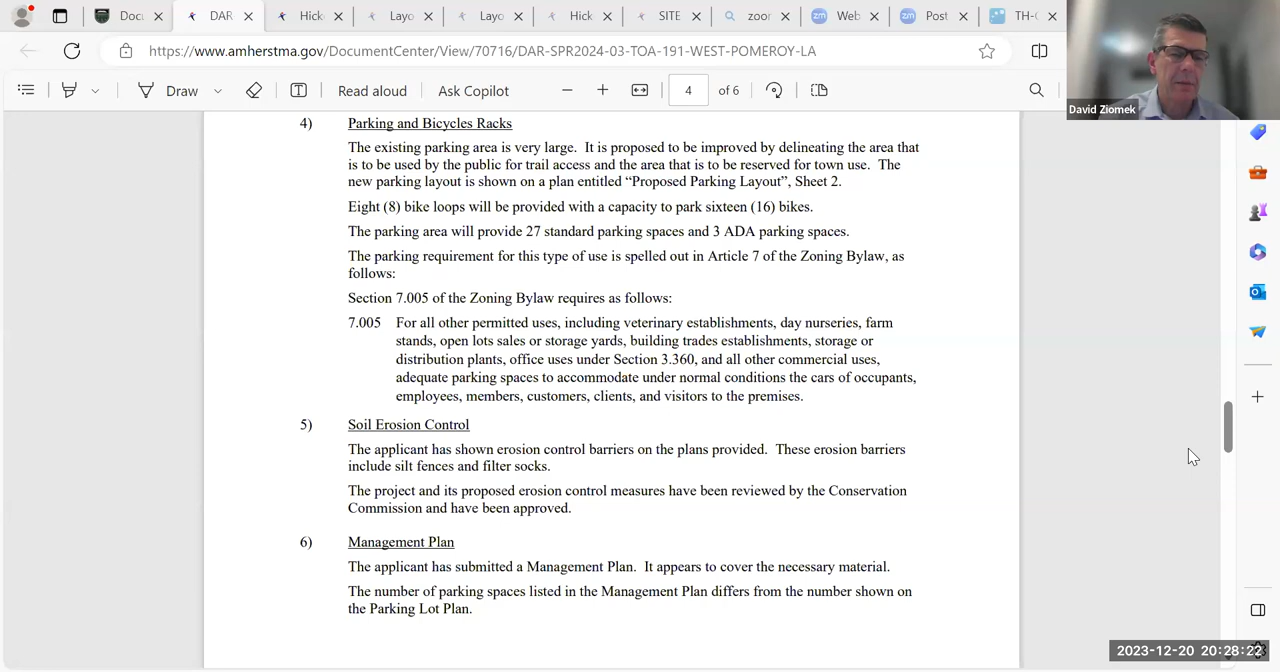 Docu
DAR
Hick
Layo
Layo
Hick
SITE
zoor
Web
Post
TH-C
https://www.amherstma.gov/DocumentCenter/View/70716/DAR-SPR2024-03-TOA-191-WEST-POMEROY-LA
Draw
Read aloud
Ask Copilot
4
of 6
David Ziomek
4) Parking and Bicycles Racks
The existing parking area is very large. It is proposed to be improved by delineating the area that
is to be used by the public for trail access and the area that is to be reserved for town use. The
new parking layout is shown on a plan entitled “Proposed Parking Layout”, Sheet 2.
Eight (8) bike loops will be provided with a capacity to park sixteen (16) bikes.
The parking area will provide 27 standard parking spaces and 3 ADA parking spaces.
The parking requirement for this type of use is spelled out in Article 7 of the Zoning Bylaw, as
follows:
Section 7.005 of the Zoning Bylaw requires as follows:
7.005 For all other permitted uses, including veterinary establishments, day nurseries, farm
stands, open lots sales or storage yards, building trades establishments, storage or
distribution plants, office uses under Section 3.360, and all other commercial uses,
adequate parking spaces to accommodate under normal conditions the cars of occupants,
employees, members, customers, clients, and visitors to the premises.
5) Soil Erosion Control
The applicant has shown erosion control barriers on the plans provided. These erosion barriers
include silt fences and filter socks.
The project and its proposed erosion control measures have been reviewed by the Conservation
Commission and have been approved.
6) Management Plan
The applicant has submitted a Management Plan. It appears to cover the necessary material.
The number of parking spaces listed in the Management Plan differs from the number shown on
the Parking Lot Plan.
2023-12-20 20:28:22